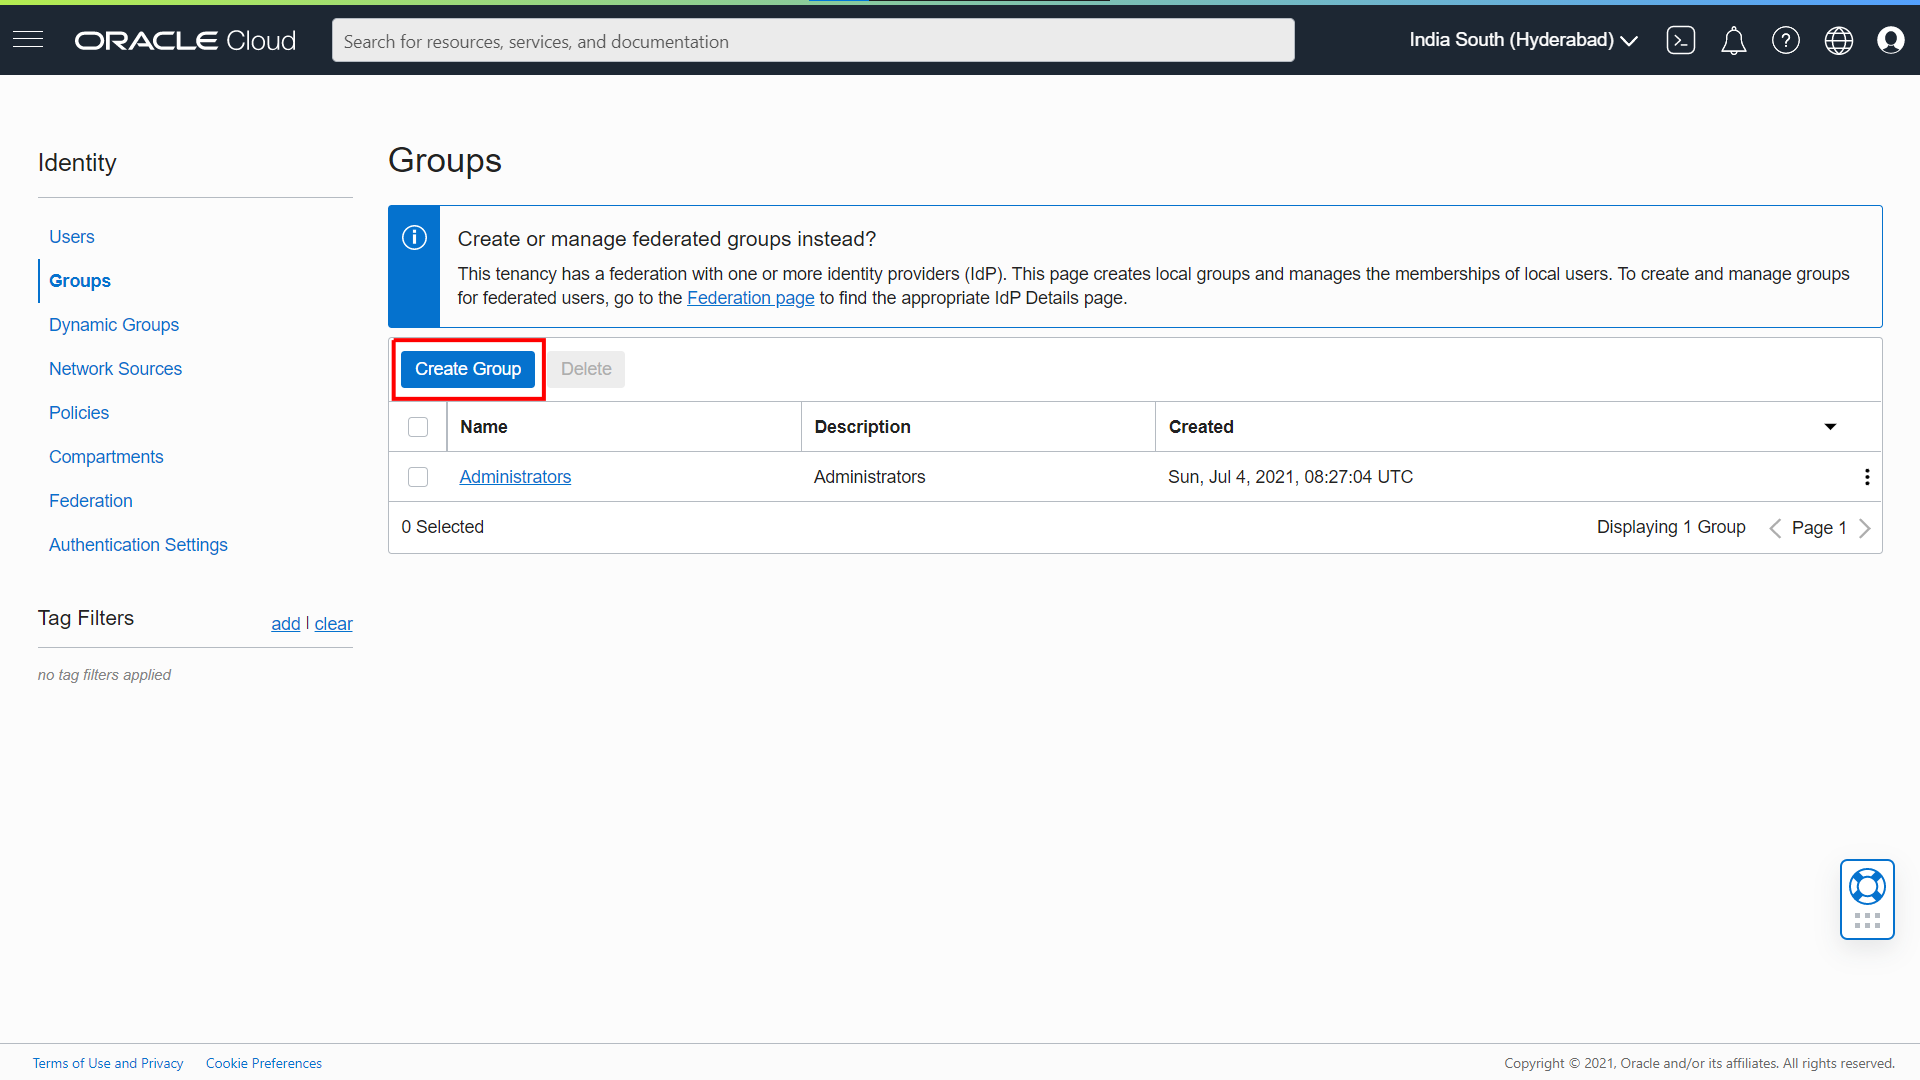 ORACLE Cloud
Search for resources, services, and documentation
India South (Hyderabad)
Identity
Users
Groups
Dynamic Groups
Network Sources
Policies
Compartments
Federation
Authentication Settings
Tag Filters
add | clear
no tag filters applied
Groups
Create or manage federated groups instead?
This tenancy has a federation with one or more identity providers (IdP). This page creates local groups and manages the memberships of local users. To create and manage groups
for federated users, go to the Federation page to find the appropriate IdP Details page.
Create Group Delete
Name Description Created
Administrators Administrators Sun, Jul 4, 2021, 08:27:04 UTC
0 Selected Displaying 1 Group Page 1
Terms of Use and Privacy Cookie Preferences Copyright © 2021, Oracle and/or its affiliates. All rights reserved.